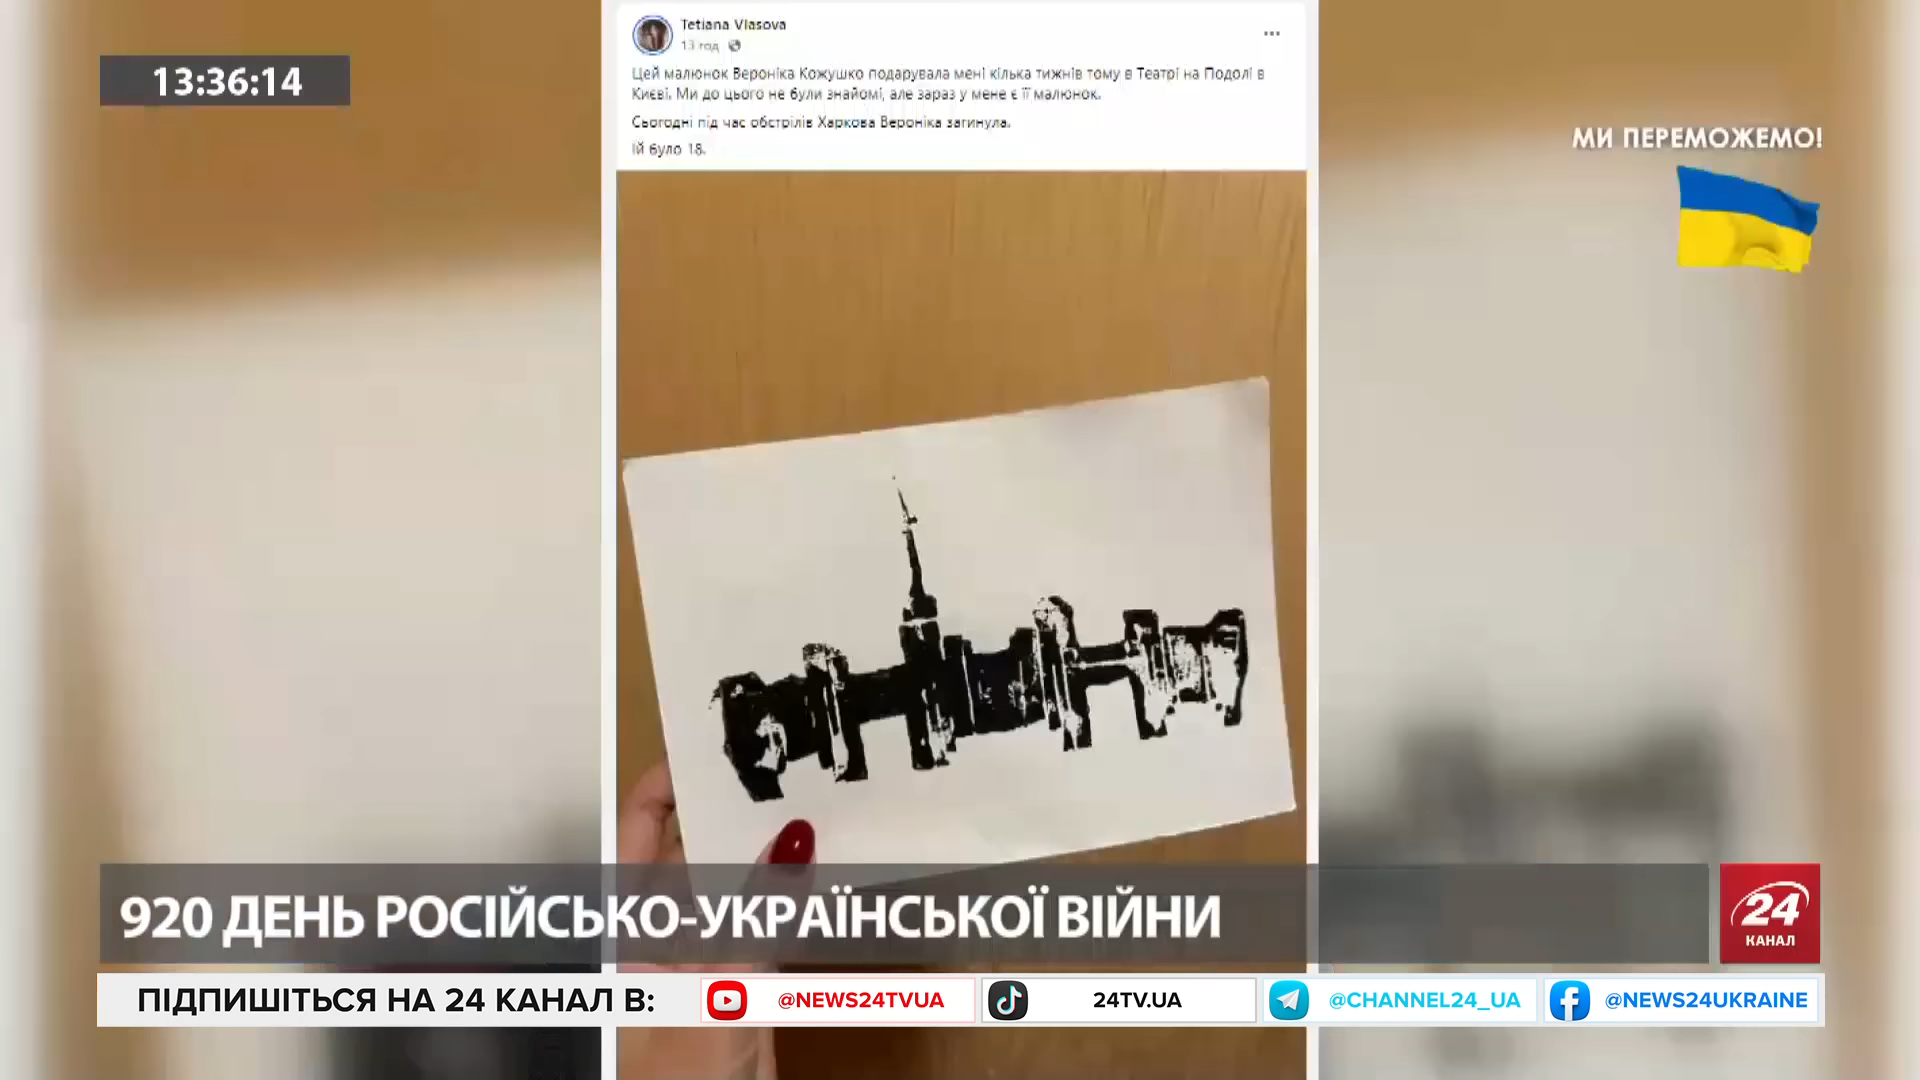 13:36:14
Tetiana Vlasova
13 год
Цей малюнок Вероніка Кожушко подарувала мені кілька тижнів тому в Театрі на Подолі в
Києві. Ми до цього не були знайомі, але зараз у мене є її малюнок.
Сьогодні під час обстрілів Харкова Вероніка загинула.
Їй було 18.
МИ ПЕРЕМОЖЕМО!
920 ДЕНЬ РОСІЙСЬКО-УКРАЇНСЬКОЇ ВІЙНИ
24
КАНАЛ
ПІДПИШІТЬСЯ НА 24 КАНАЛ В: @NEWS24TVUA 24TV.UA @CHANNEL24_UA @NEWS24UKRAINE